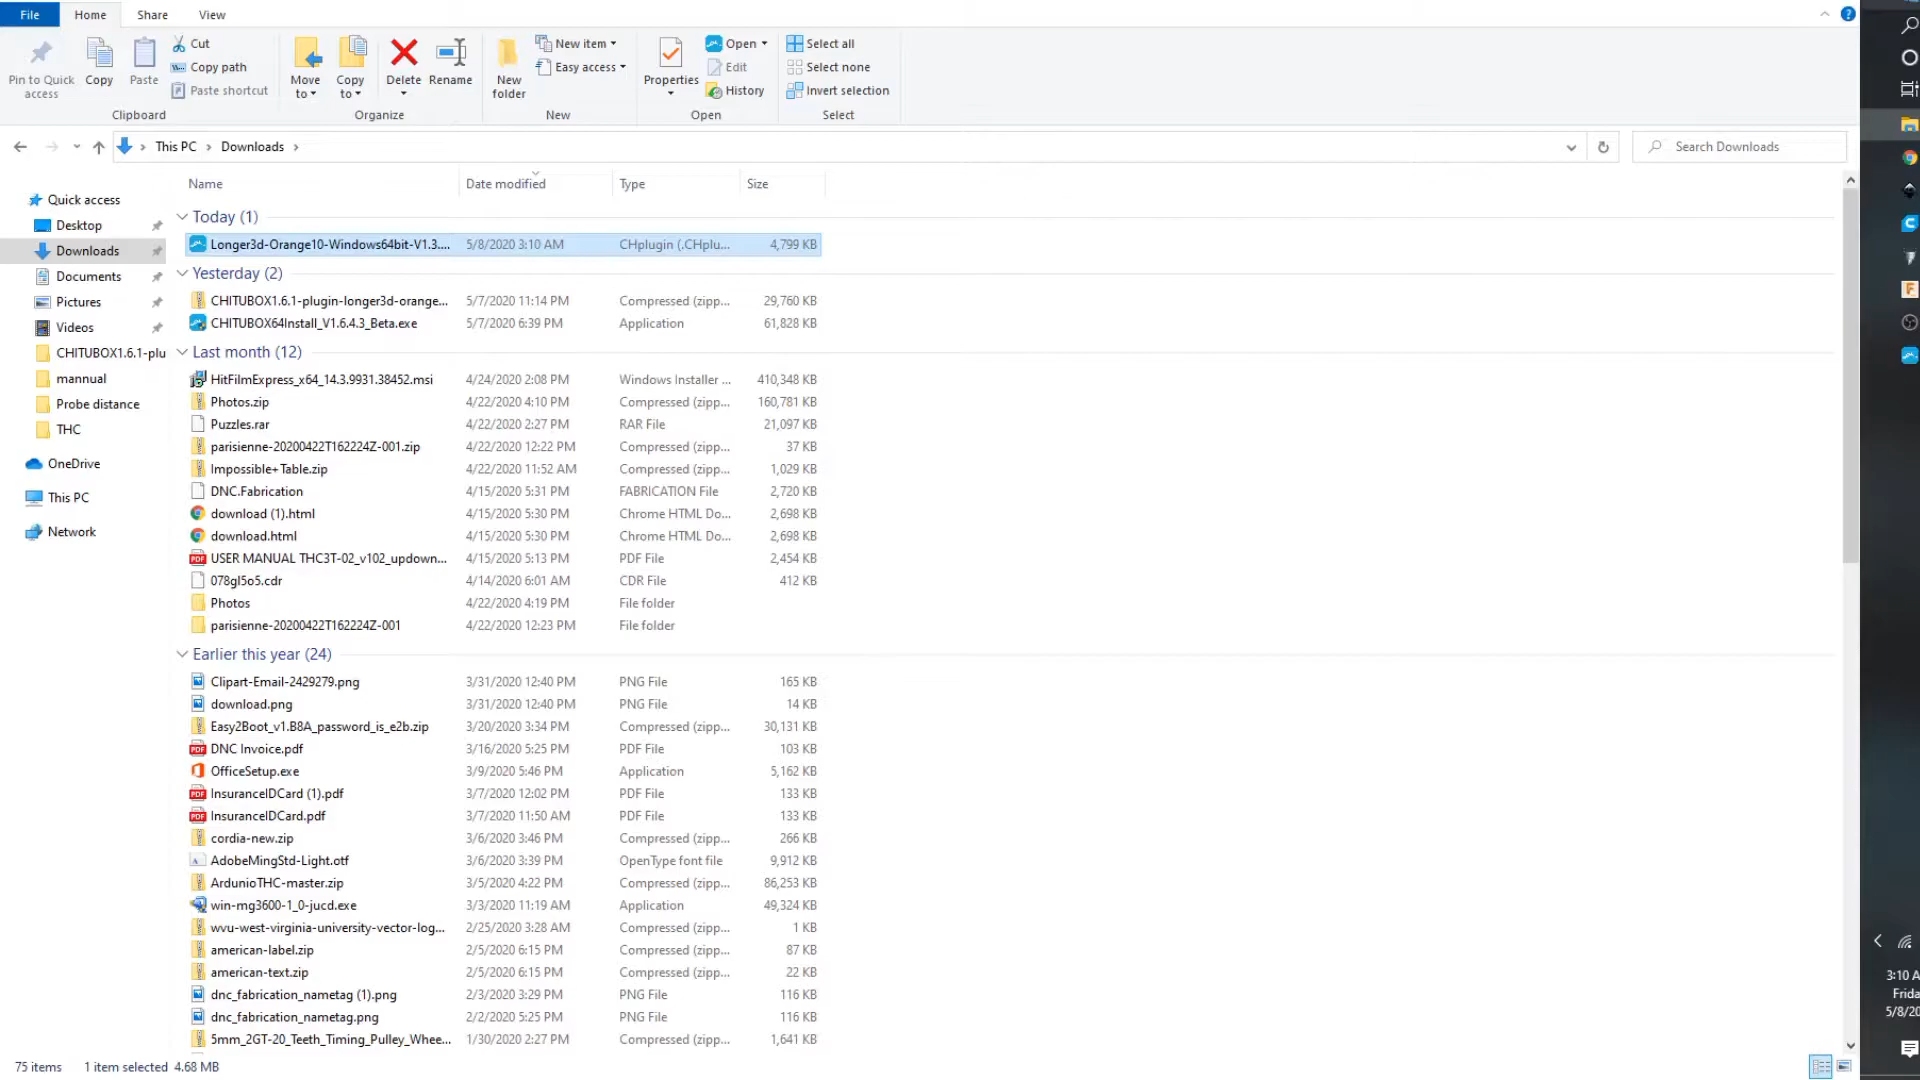 File Home Share View
Pin to Quick access
Copy
Paste
Cut
Copy path
Paste shortcut
Clipboard
Move to
Copy to
Delete
Rename
Organize
New folder
New item
Easy access
New
Properties
Open
Edit
History
Open
Select all
Select none
Invert selection
Select
This PC > Downloads >
Search Downloads
Quick access
Desktop
Downloads
Documents
Pictures
Videos
CHITUBOX1.6.1-plu
mannual
Probe distance
THC
OneDrive
This PC
Network
Name Date modified Type Size
Today (1)
Longer3d-Orange10-Windows64bit-V1.3.... 5/8/2020 3:10 AM CHplugin (.CHplu... 4,799 KB
Yesterday (2)
CHITUBOX1.6.1-plugin-longer3d-orange... 5/7/2020 11:14 PM Compressed (zipp... 29,760 KB
CHITUBOX64Install_V1.6.4.3_Beta.exe 5/7/2020 6:39 PM Application 61,828 KB
Last month (12)
HitFilmExpress_x64_14.3.9931.38452.msi 4/24/2020 2:08 PM Windows Installer ... 410,348 KB
Photos.zip 4/22/2020 4:10 PM Compressed (zipp... 160,781 KB
Puzzles.rar 4/22/2020 2:27 PM RAR File 21,097 KB
parisienne-20200422T162224Z-001.zip 4/22/2020 12:22 PM Compressed (zipp... 37 KB
Impossible+Table.zip 4/22/2020 11:52 AM Compressed (zipp... 1,029 KB
DNC.Fabrication 4/15/2020 5:31 PM FABRICATION File 2,720 KB
download (1).html 4/15/2020 5:30 PM Chrome HTML Do... 2,698 KB
download.html 4/15/2020 5:30 PM Chrome HTML Do... 2,698 KB
USER MANUAL THC3T-02_v102_updown... 4/15/2020 5:13 PM PDF File 2,454 KB
078gl5o5.cdr 4/14/2020 6:01 AM CDR File 412 KB
Photos 4/22/2020 4:19 PM File folder
parisienne-20200422T162224Z-001 4/22/2020 12:23 PM File folder
Earlier this year (24)
Clipart-Email-2429279.png 3/31/2020 12:40 PM PNG File 165 KB
download.png 3/31/2020 12:40 PM PNG File 14 KB
Easy2Boot_v1.B8A_password_is_e2b.zip 3/20/2020 3:34 PM Compressed (zipp... 30,131 KB
DNC Invoice.pdf 3/16/2020 5:25 PM PDF File 103 KB
OfficeSetup.exe 3/9/2020 5:46 PM Application 5,162 KB
InsuranceIDCard (1).pdf 3/7/2020 12:02 PM PDF File 133 KB
InsuranceIDCard.pdf 3/7/2020 11:50 AM PDF File 133 KB
cordia-new.zip 3/6/2020 3:46 PM Compressed (zipp... 266 KB
AdobeMingStd-Light.otf 3/6/2020 3:39 PM OpenType font file 9,912 KB
ArdunioTHC-master.zip 3/5/2020 4:22 PM Compressed (zipp... 86,253 KB
win-mg3600-1_0-jucd.exe 3/3/2020 11:19 AM Application 49,324 KB
wvu-west-virginia-university-vector-log... 2/25/2020 3:28 AM Compressed (zipp... 1 KB
american-label.zip 2/5/2020 6:15 PM Compressed (zipp... 87 KB
american-text.zip 2/5/2020 6:15 PM Compressed (zipp... 22 KB
dnc_fabrication_nametag (1).png 2/3/2020 3:29 PM PNG File 116 KB
dnc_fabrication_nametag.png 2/2/2020 5:25 PM PNG File 116 KB
5mm_2GT-20_Teeth_Timing_Pulley_Whee... 1/30/2020 2:27 PM Compressed (zipp... 1,641 KB
75 items 1 item selected 4.68 MB
3:10 A
Frida
5/8/20